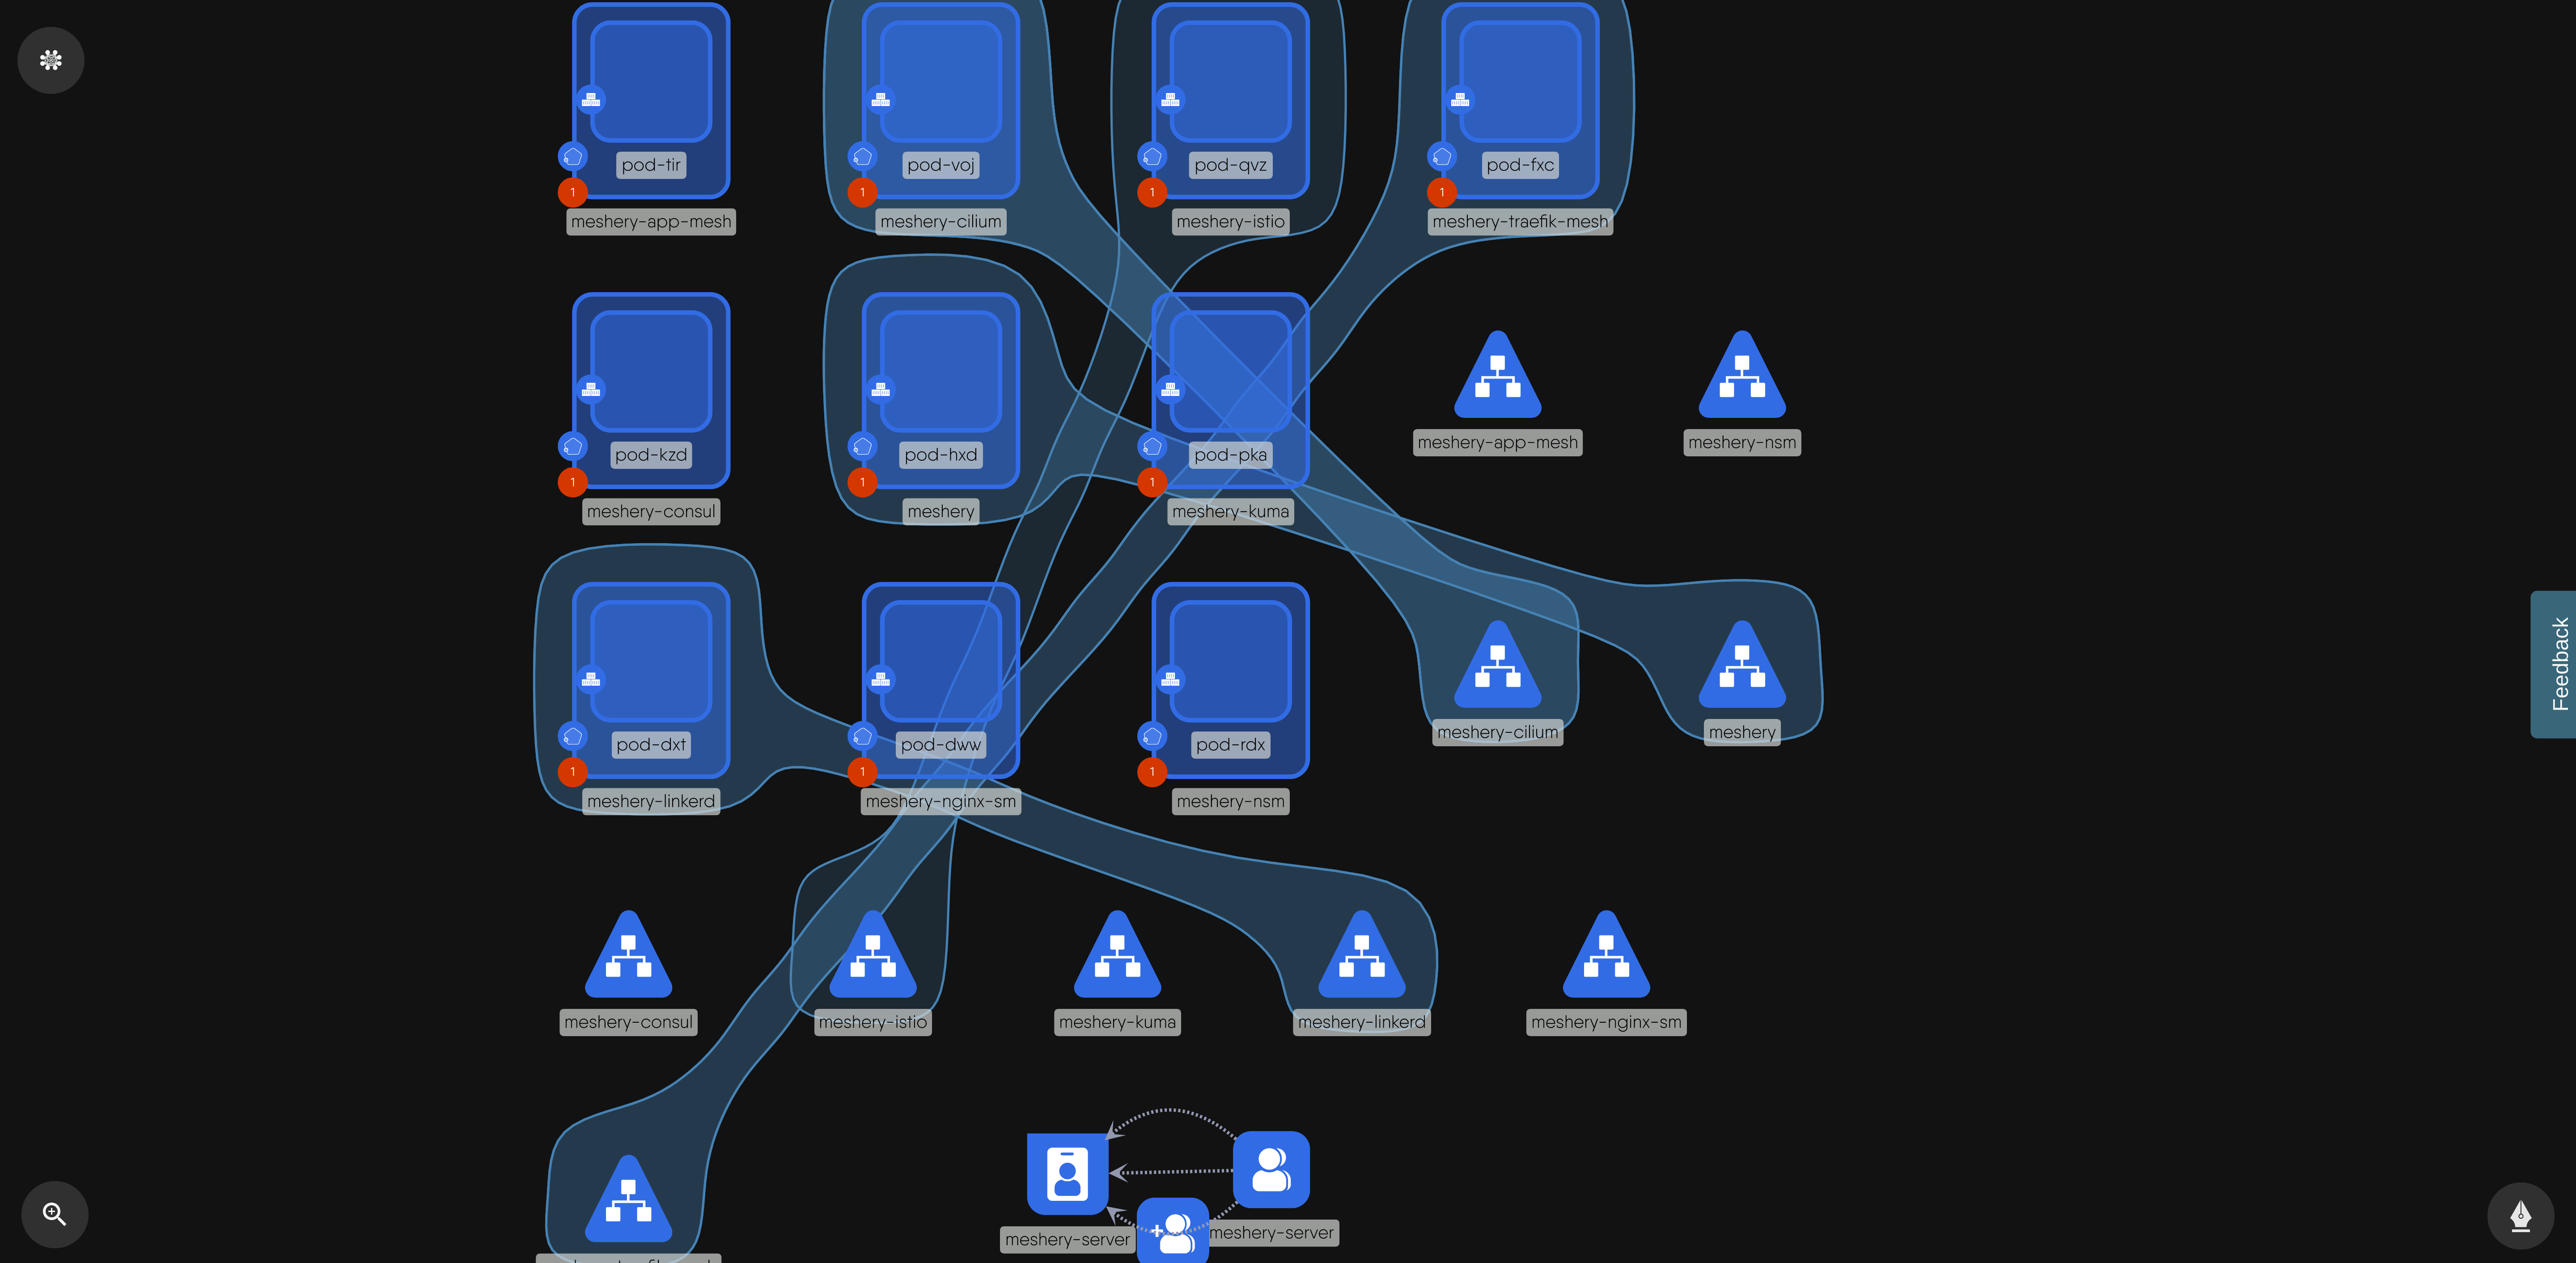 pod-tir
pod-voj
pod-qvz
pod-fxc
1
1
1
1
meshery-app-mesh
meshery-cilium
meshery-istio
meshery-traefik-mesh
pod-kzd
pod-hxd
pod-pka
meshery-app-mesh
meshery-nsm
1
1
1
meshery-consul
meshery
meshery-kuma
pod-dxt
pod-dww
pod-rdx
meshery-cilium
meshery
1
1
1
meshery-linkerd
meshery-nginx-sm
meshery-nsm
Feedback
meshery-consul
meshery-istio
meshery-kuma
meshery-linkerd
meshery-nginx-sm
meshery-server
meshery-server